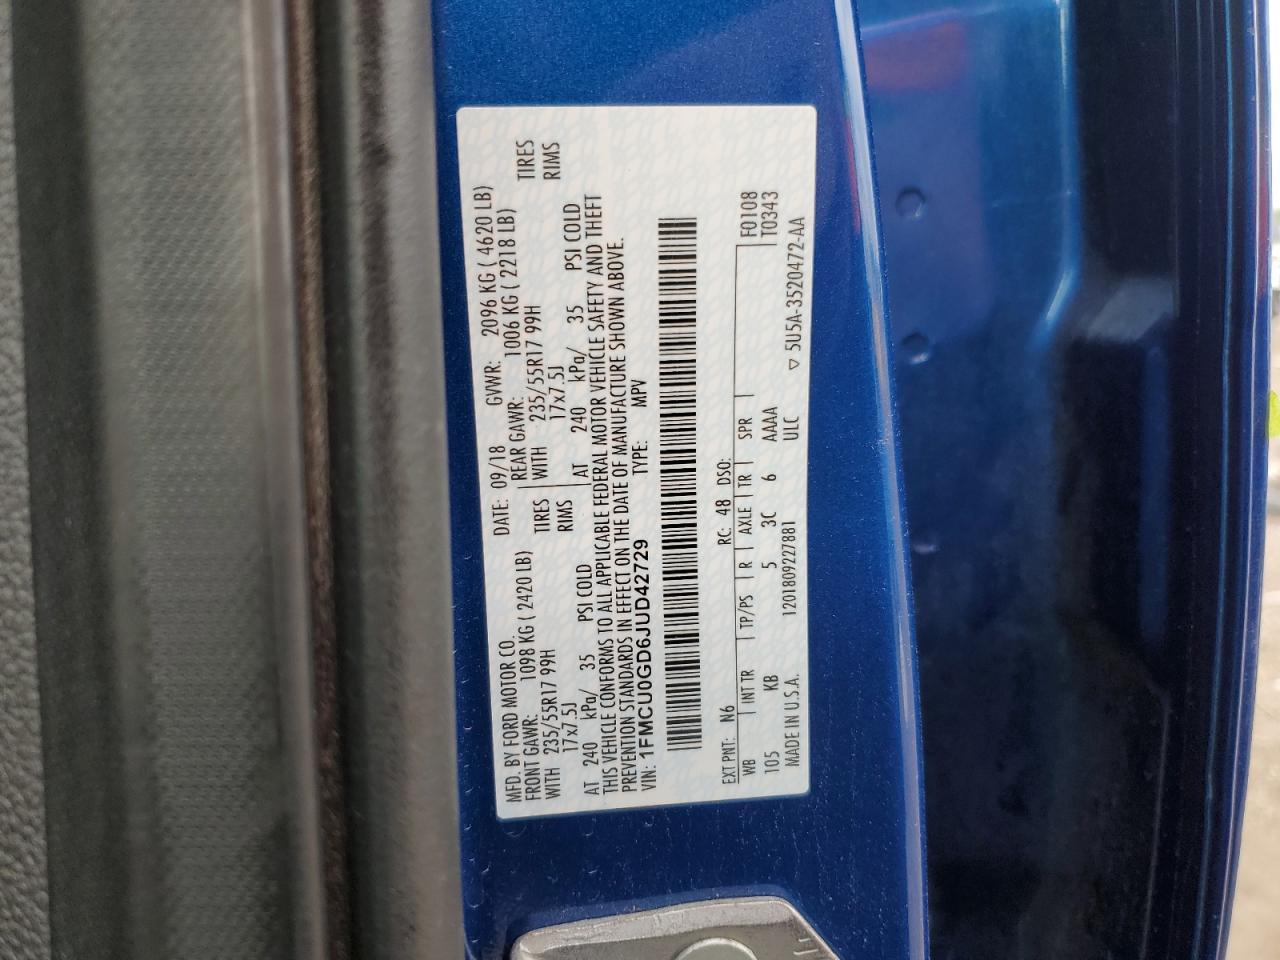 MFD. BY FORD MOTOR CO.
DATE: 09/18 GVWR: 2096 KG ( 4620 LB)
FRONT GAWR: 1098 KG ( 2420 LB) REAR GAWR: 1006 KG ( 2218 LB)
WITH 235/55R17 99H TIRES WITH 235/55R17 99H TIRES
17x7.5J RIMS 17x7.5J RIMS
AT 240 kPa/ 35 PSI COLD AT 240 kPa/ 35 PSI COLD
THIS VEHICLE CONFORMS TO ALL APPLICABLE FEDERAL MOTOR VEHICLE SAFETY AND THEFT
PREVENTION STANDARDS IN EFFECT ON THE DATE OF MANUFACTURE SHOWN ABOVE.
VIN: 1FMCU0GD6JUD42729 TYPE: MPV
EXT PNT: N6 RC: 48 DSO:
WB INT TR TP/PS R AXLE TR SPR F0108
105 KB 5 3C 6 AAAA T0343
MADE IN U.S.A. 1201809227881 ULC ▽ 5U5A-3520472-AA